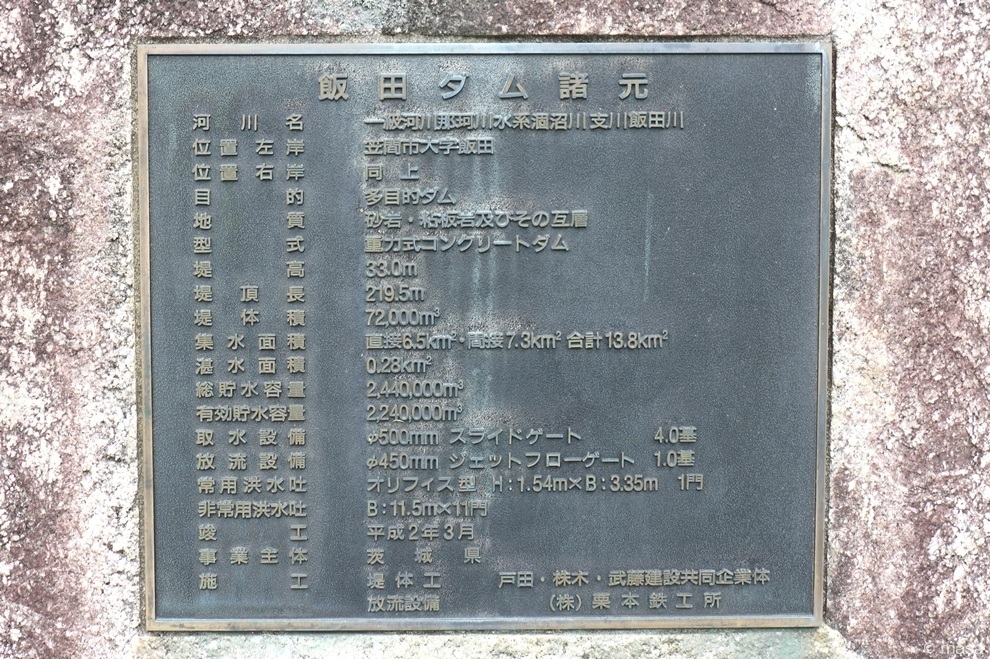 飯田ダム諸元
河川名 一級河川那珂川水系涸沼川支川飯田川
位置左岸 笠間市大字飯田
位置右岸 同上
目的 多目的ダム
地質 砂岩・粘板岩及びその互層
型式 重力式コンクリートダム
堤高 33.0m
堤頂長 219.5m
堤体積 72,000m³
集水面積 直接6.5km²・間接7.3km² 合計13.8km²
湛水面積 0.28km²
総貯水容量 2,440,000m³
有効貯水容量 2,240,000m³
取水設備 φ500mm スライドゲート 4.0基
放流設備 φ450mm ジェットフローゲート 1.0基
常用洪水吐 オリフィス型 H:1.54m×B:3.35m 1門
非常用洪水吐 B:11.5m×11門
竣工 平成2年3月
事業主体 茨城県
施工 堤体工 戸田・株木・武藤建設共同企業体
放流設備 (株)栗本鉄工所